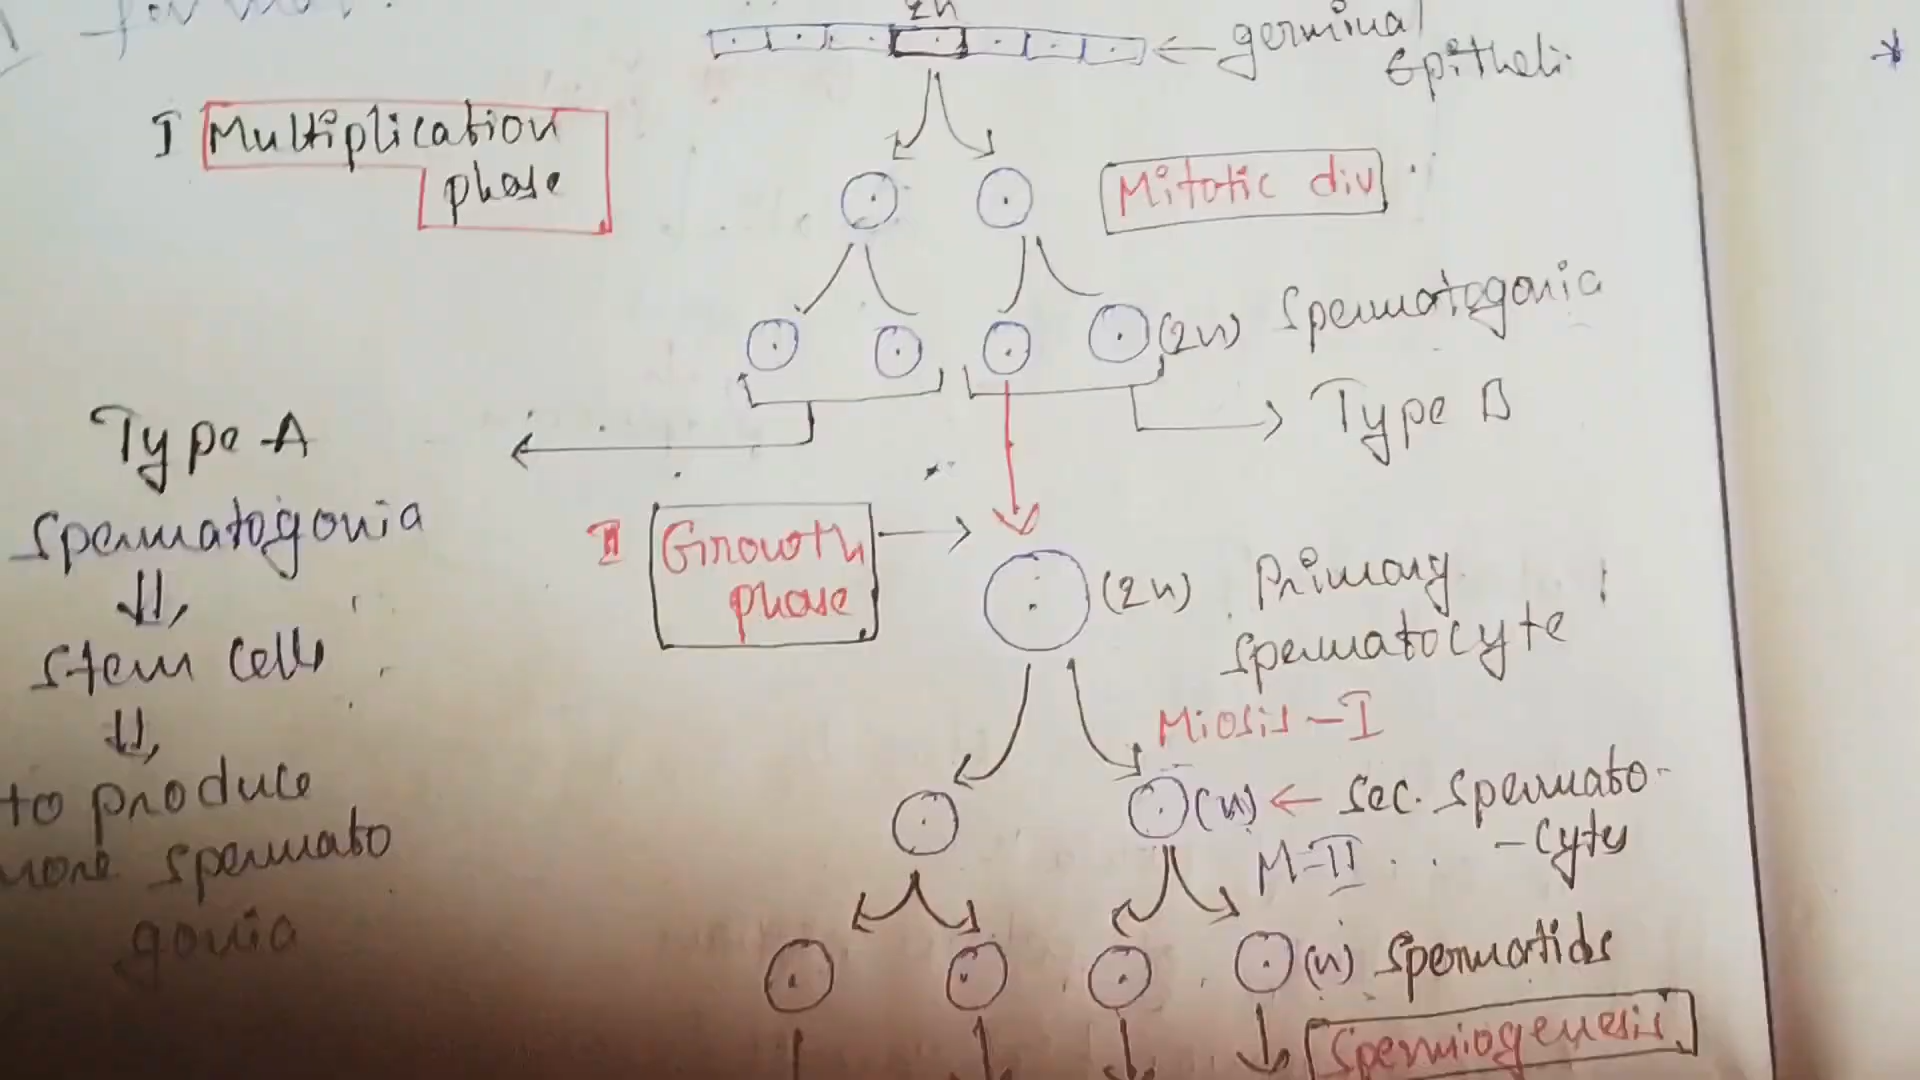 2n
germinal
Epitheli
I Multiplication
phase
Mitotic div
(2n) Spermatogonia
Type B
Type-A
Spermatogonia
Stem cells
to produce
more spermato
gonia
II Growth
phase
(2n) Primary
spermatocyte
Miosis-I
(n) ← Sec. Spermato-
-cytes
M-II
(n) Spermatids
Spermiogenesis